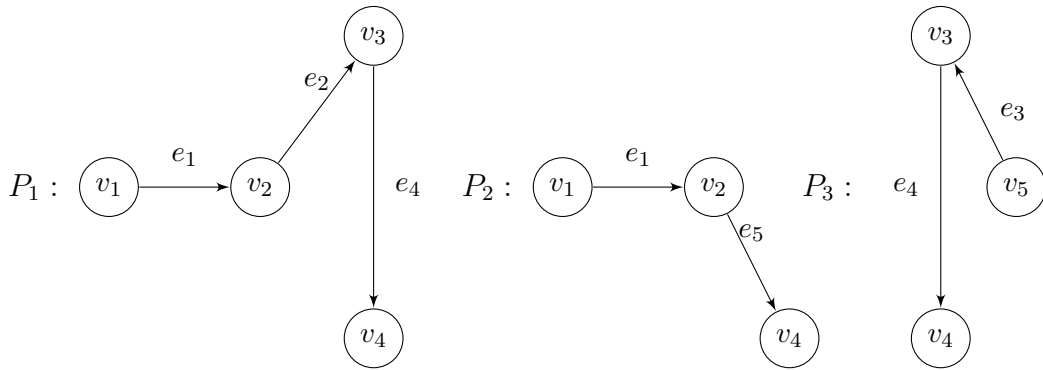 P₁ :
v₁
e₁
v₂
e₂
v₃
e₄
v₄
P₂ :
v₁
e₁
v₂
e₅
v₄
P₃ :
v₃
e₃
v₅
e₄
v₄